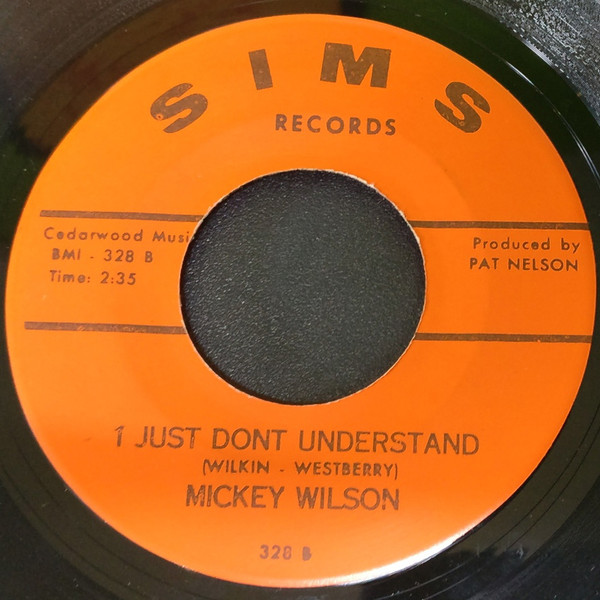 SIMS
RECORDS
Cedarwood Music
BMI - 328 B
Time: 2:35
Produced by
PAT NELSON
1 JUST DONT UNDERSTAND
(WILKIN - WESTBERRY)
MICKEY WILSON
328 B